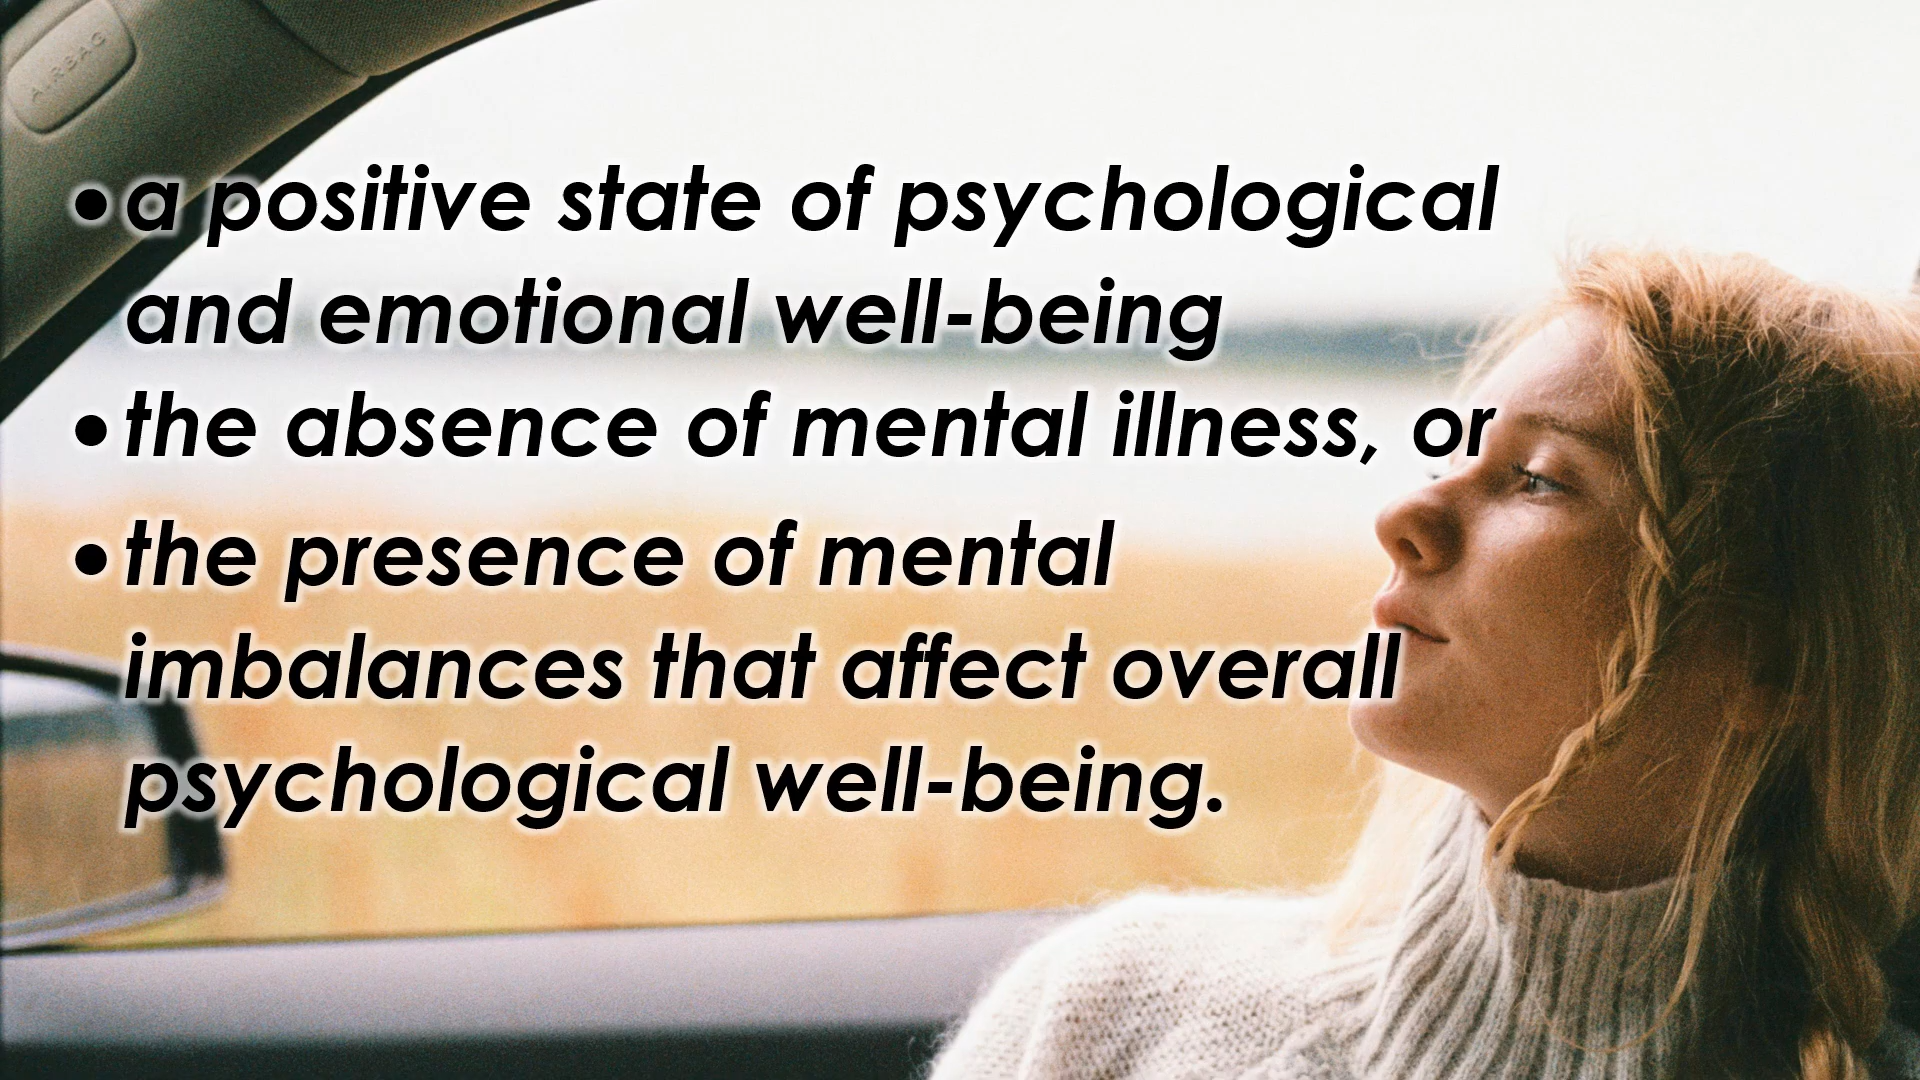 AIRBAG
•a positive state of psychological
and emotional well-being
•the absence of mental illness, or
•the presence of mental
imbalances that affect overall
psychological well-being.